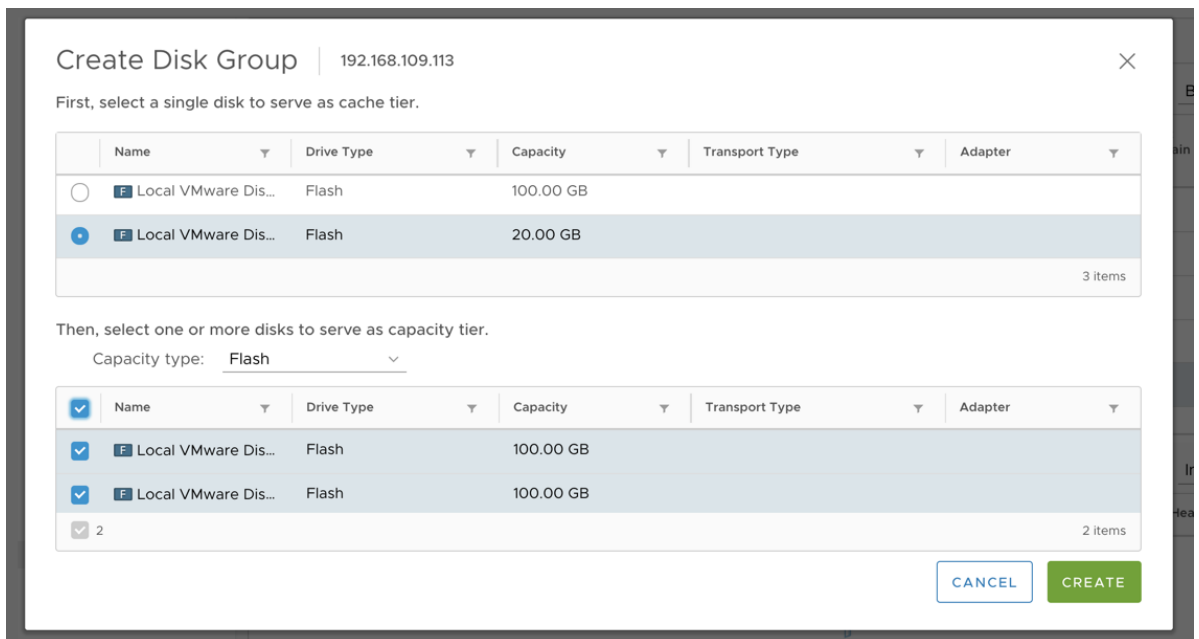 Create Disk Group 192.168.109.113
First, select a single disk to serve as cache tier.
Name Drive Type Capacity Transport Type Adapter
F Local VMware Dis... Flash 100.00 GB
F Local VMware Dis... Flash 20.00 GB
3 items
Then, select one or more disks to serve as capacity tier.
Capacity type: Flash
Name Drive Type Capacity Transport Type Adapter
F Local VMware Dis... Flash 100.00 GB
F Local VMware Dis... Flash 100.00 GB
2 2 items
CANCEL CREATE